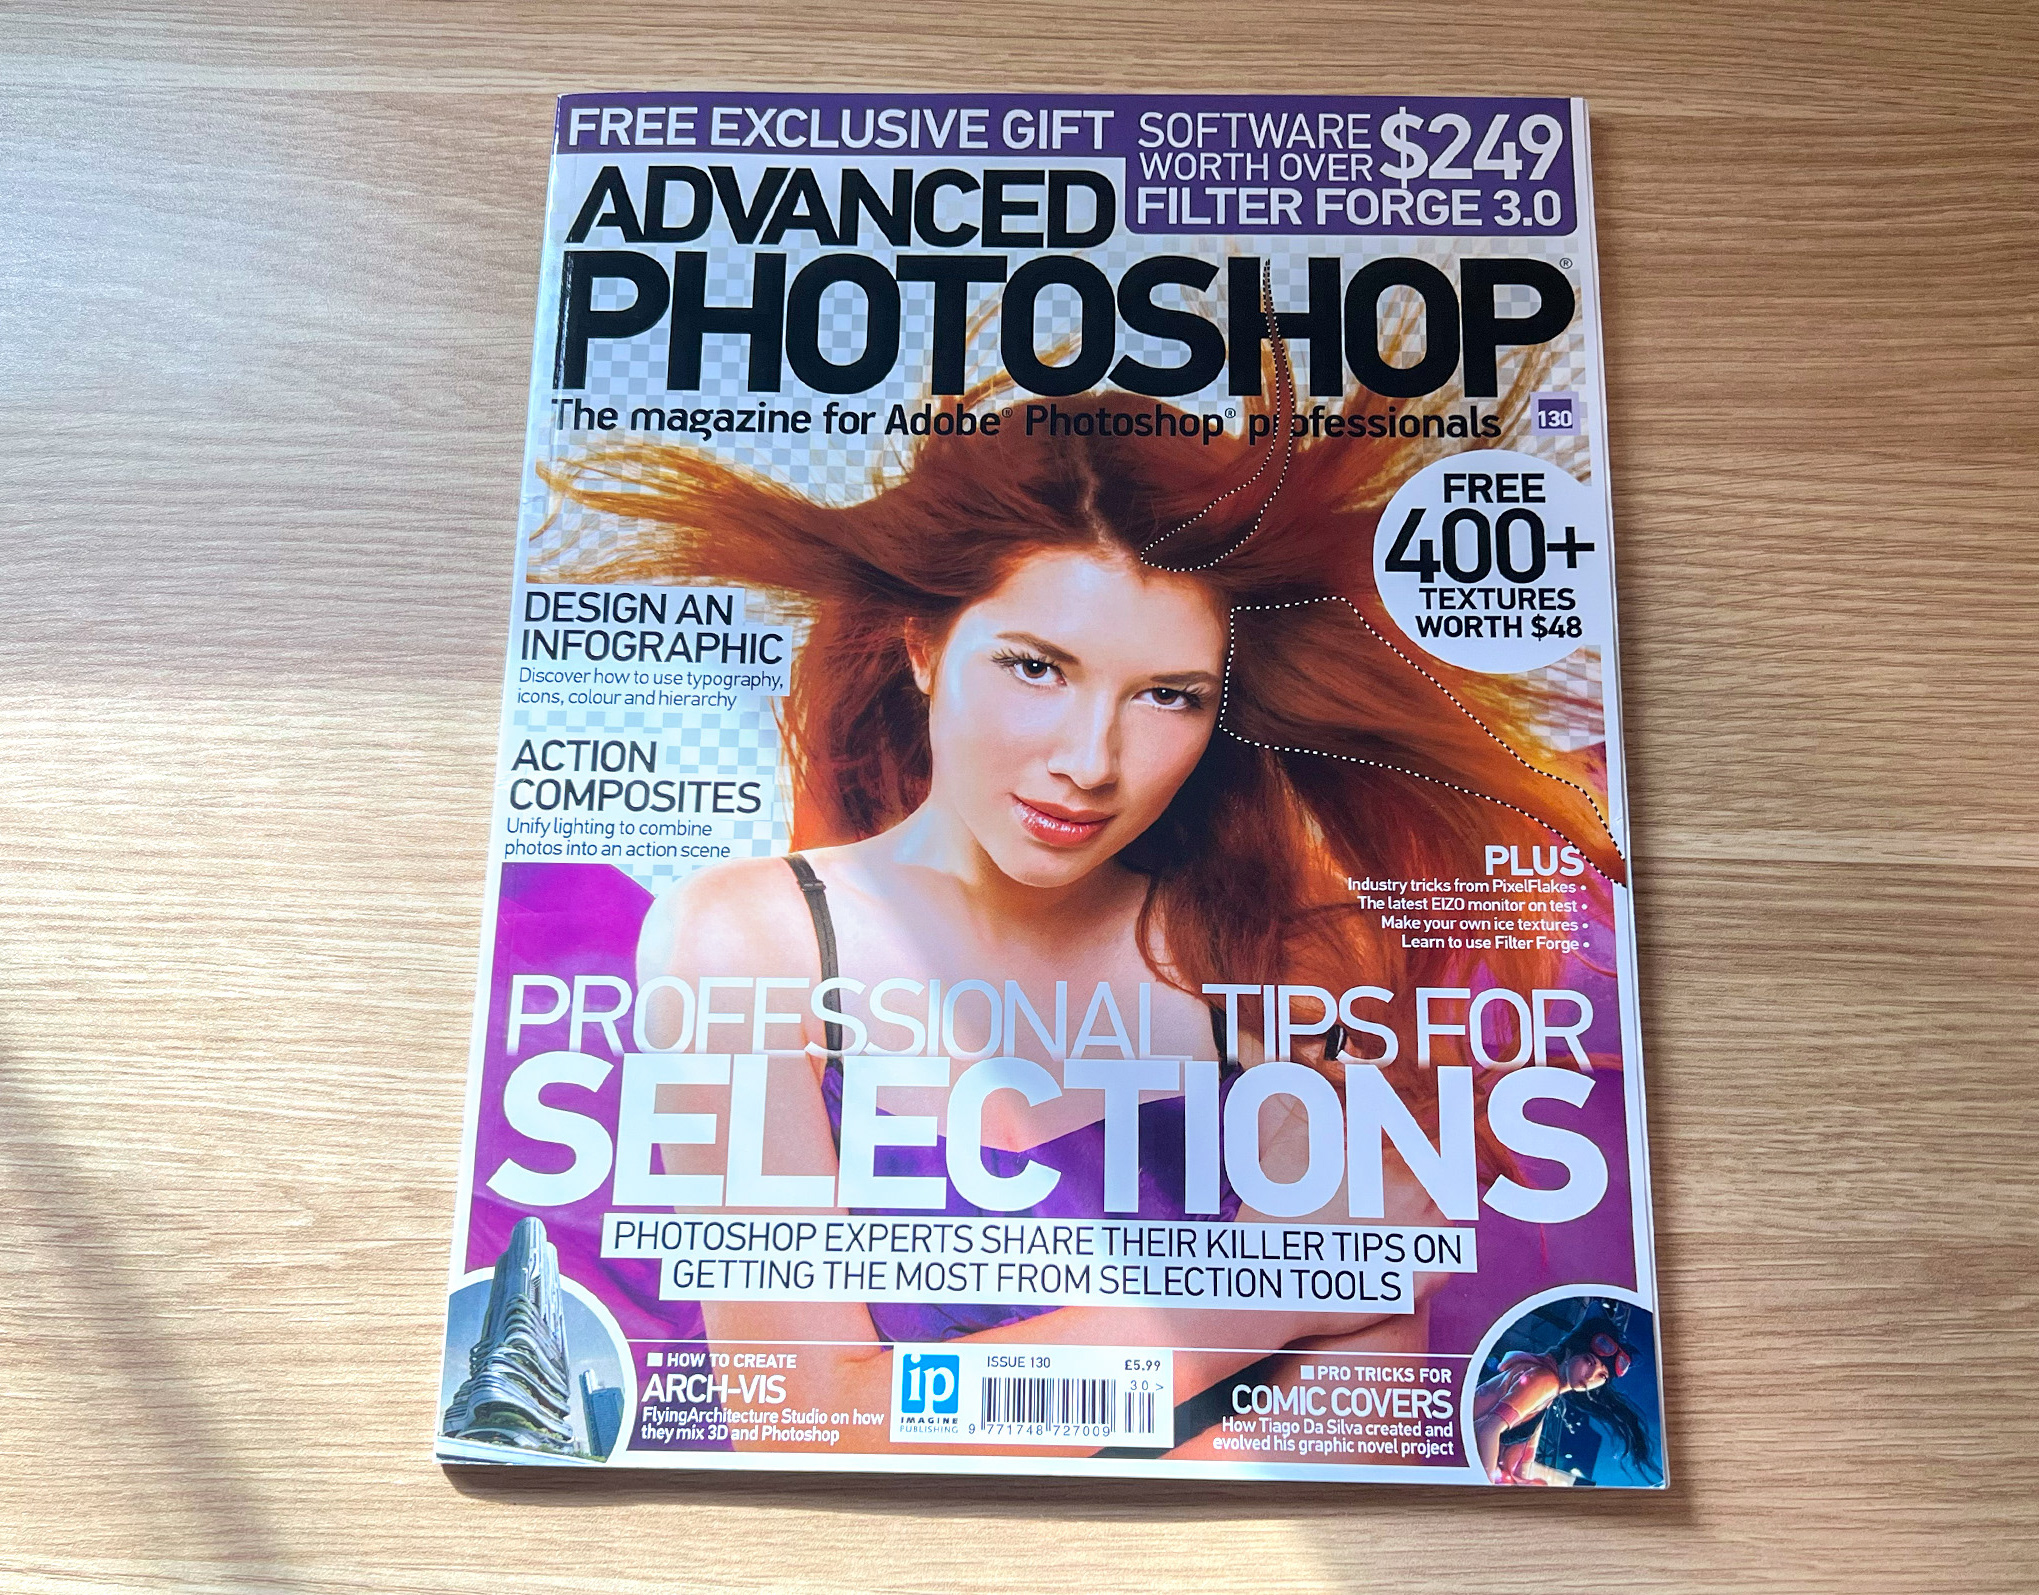 FREE EXCLUSIVE GIFT
SOFTWARE
WORTH OVER
$249
FILTER FORGE 3.0
ADVANCED
PHOTOSHOP®
The magazine for Adobe® Photoshop® professionals
130
FREE
400+
TEXTURES
WORTH $48
DESIGN AN
INFOGRAPHIC
Discover how to use typography,
icons, colour and hierarchy
ACTION
COMPOSITES
Unify lighting to combine
photos into an action scene
PLUS
Industry tricks from PixelFlakes •
The latest EIZO monitor on test •
Make your own ice textures •
Learn to use Filter Forge •
PROFESSIONAL TIPS FOR
SELECTIONS
PHOTOSHOP EXPERTS SHARE THEIR KILLER TIPS ON
GETTING THE MOST FROM SELECTION TOOLS
HOW TO CREATE
ARCH-VIS
FlyingArchitecture Studio on how
they mix 3D and Photoshop
ip
IMAGINE
PUBLISHING
ISSUE 130
£5.99
30>
9 771748 727009
PRO TRICKS FOR
COMIC COVERS
How Tiago Da Silva created and
evolved his graphic novel project